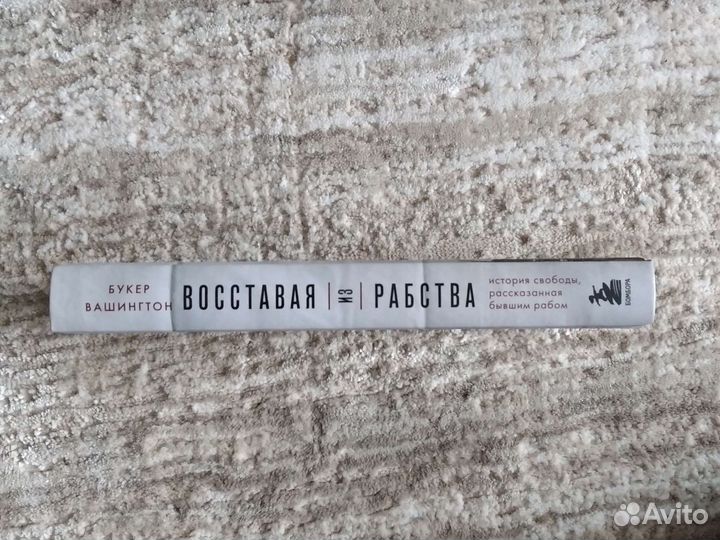 БУКЕР
ВАШИНГТОН
ВОССТАВАЯ ИЗ РАБСТВА
история свободы,
рассказанная
бывшим рабом
БОМБОРА
Avito